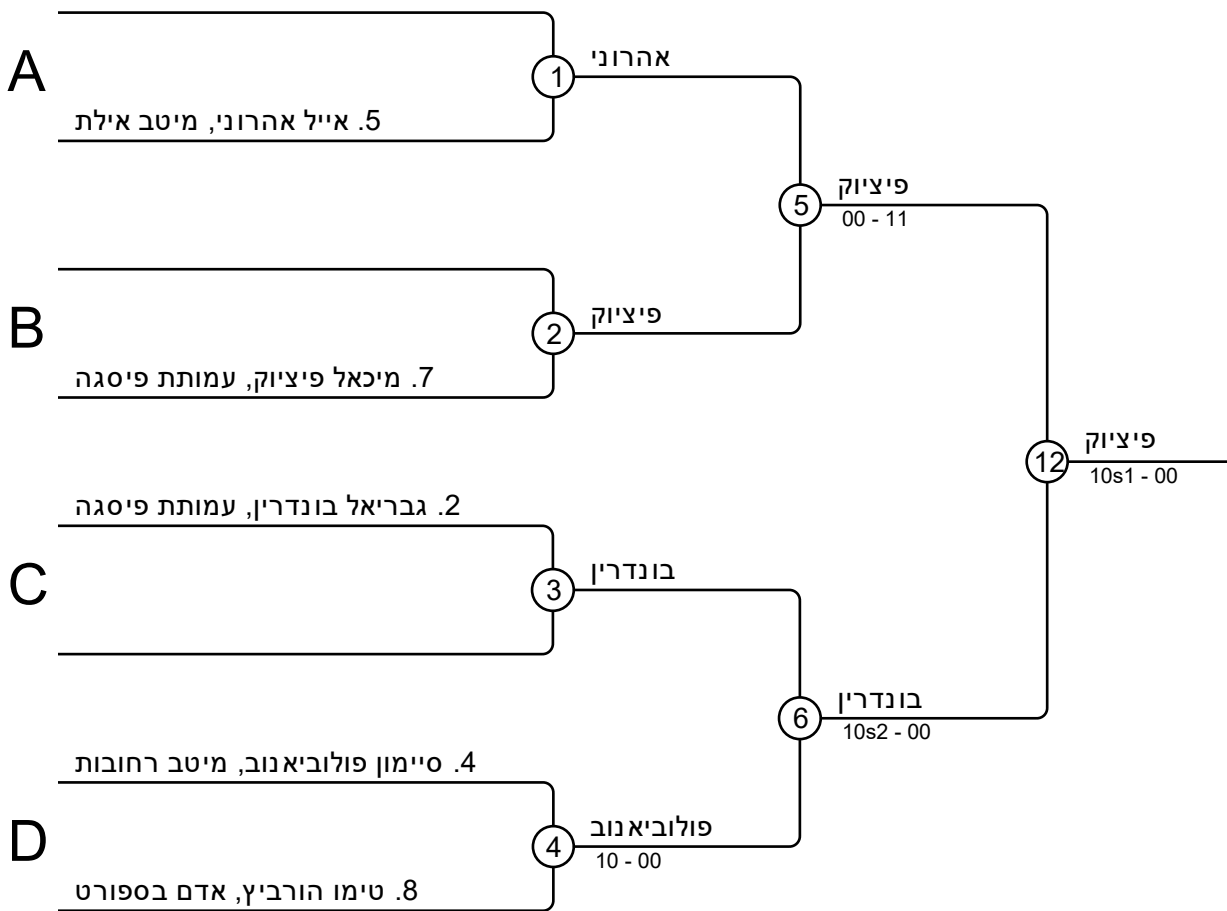 A
1
אהרוני
5. אייל אהרוני, מיטב אילת
5
פיציוק
00 - 11
B
2
פיציוק
7. מיכאל פיציוק, עמותת פיסגה
12
פיציוק
10s1 - 00
2. גבריאל בונדרין, עמותת פיסגה
C
3
בונדרין
6
בונדרין
10s2 - 00
4. סיימון פולוביאנוב, מיטב רחובות
D
4
פולוביאנוב
10 - 00
8. טימו הורביץ, אדם בספורט